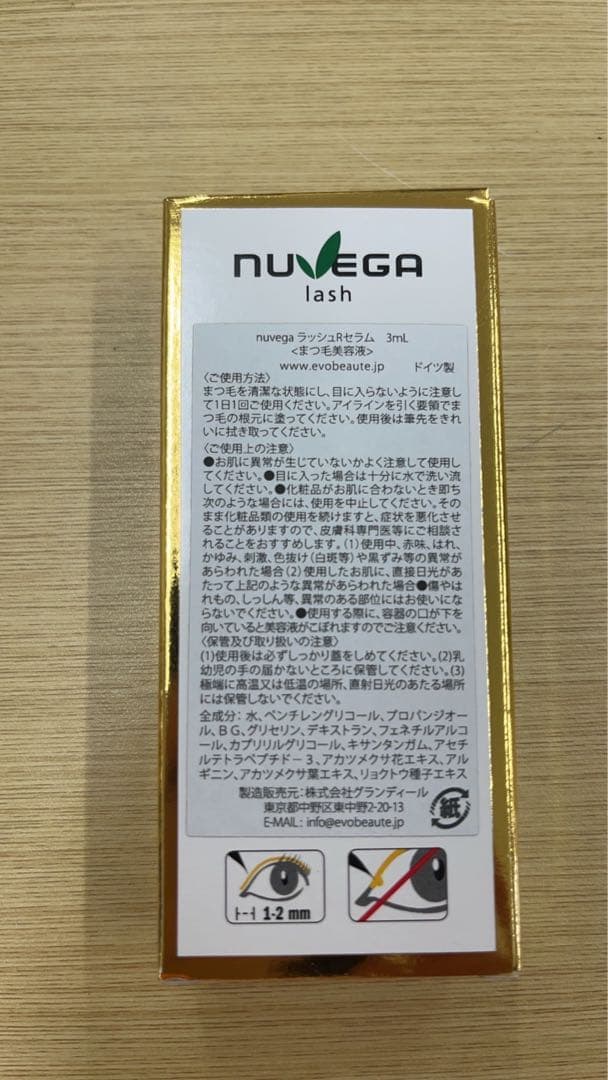 NUVEGA
lash
nuvega ラッシュRセラム 3mL
<まつ毛美容液>
www.evobeaute.jp ドイツ製
〈ご使用方法〉
まつ毛を清潔な状態にし、目に入らないように注意し
て1日1回ご使用ください。アイラインを引く要領でま
つ毛の根元に塗ってください。使用後は筆先をきれ
いに拭き取ってください。
〈ご使用上の注意〉
●お肌に異常が生じていないかよく注意して使用し
てください。●目に入った場合は十分に水で洗い流
してください。●化粧品がお肌に合わないとき即ち
次のような場合には、使用を中止してください。その
まま化粧品類の使用を続けますと、症状を悪化させ
ることがありますので、皮膚科専門医等にご相談さ
れることをおすすめします。(1)使用中、赤味、はれ、
かゆみ、刺激、色抜け(白斑等)や黒ずみ等の異常が
あらわれた場合(2)使用したお肌に、直接日光があ
たって上記のような異常があらわれた場合●傷やは
れもの、しっしん等、異常のある部位にはお使いにな
らないでください。●使用する際に、容器の口が下を
向いていると美容液がこぼれますのでご注意ください。
〈保管及び取り扱いの注意〉
(1)使用後は必ずしっかり蓋をしめてください。(2)乳
幼児の手の届かないところに保管してください。(3)
極端に高温又は低温の場所、直射日光のあたる場所
には保管しないでください。
全成分：水、ペンチレングリコール、プロパンジオー
ル、BG、グリセリン、デキストラン、フェネチルアルコ
ール、カプリリルグリコール、キサンタンガム、アセチ
ルテトラペプチド－3、アカツメクサ花エキス、アル
ギニン、アカツメクサ葉エキス、リョクトウ種子エキス
製造販売元：株式会社グランディール
東京都中野区東中野2-20-13
E-MAIL：info@evobeaute.jp
紙
1-2 mm